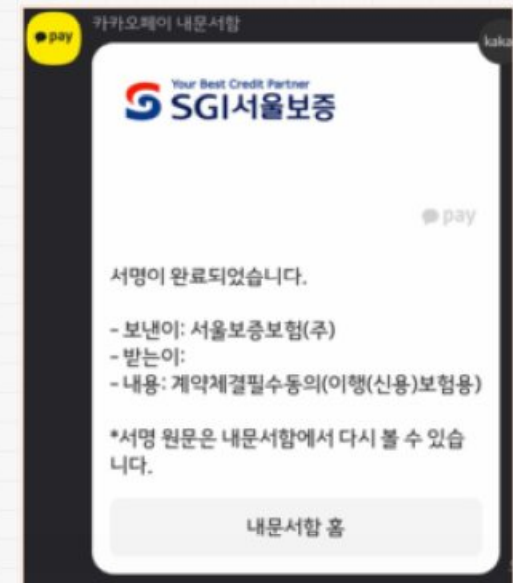 pay
카카오페이 내문서함
kaka
Your Best Credit Partner
SGI서울보증
pay
서명이 완료되었습니다.
- 보낸이: 서울보증보험(주)
- 받는이:
- 내용: 계약체결필수동의(이행(신용)보험용)
*서명 원문은 내문서함에서 다시 볼 수 있습
니다.
내문서함 홈